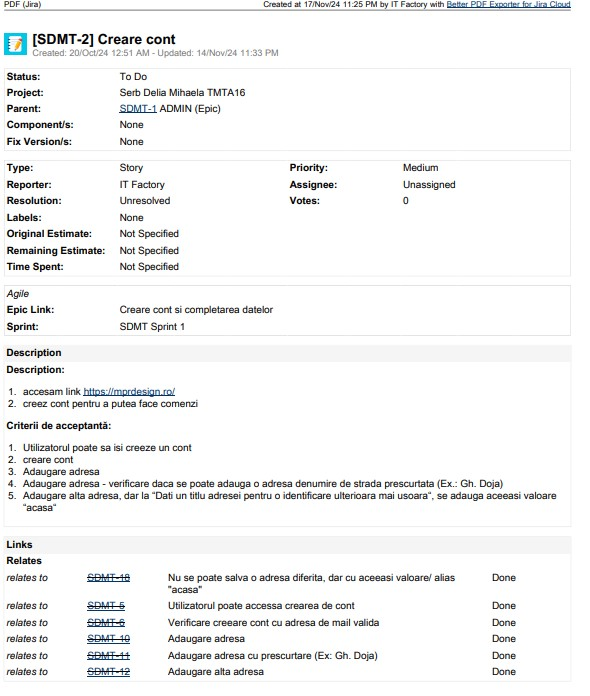 PDF (Jira) Created at 17/Nov/24 11:25 PM by IT Factory with Better PDF Exporter for Jira Cloud
[SDMT-2] Creare cont
Created: 20/Oct/24 12:51 AM - Updated: 14/Nov/24 11:33 PM
Status: To Do
Project: Serb Delia Mihaela TMTA16
Parent: SDMT-1 ADMIN (Epic)
Component/s: None
Fix Version/s: None
Type: Story Priority: Medium
Reporter: IT Factory Assignee: Unassigned
Resolution: Unresolved Votes: 0
Labels: None
Original Estimate: Not Specified
Remaining Estimate: Not Specified
Time Spent: Not Specified
Agile
Epic Link: Creare cont si completarea datelor
Sprint: SDMT Sprint 1
Description
Description:
1. accesam link https://mprdesign.ro/
2. creez cont pentru a putea face comenzi
Criterii de acceptantă:
1. Utilizatorul poate sa isi creeze un cont
2. creare cont
3. Adaugare adresa
4. Adaugare adresa - verificare daca se poate adauga o adresa denumire de strada prescurtata (Ex.: Gh. Doja)
5. Adaugare alta adresa, dar la “Dati un titlu adresei pentru o identificare ulterioara mai usoara“, se adauga aceeasi valoare
“acasa”
Links
Relates
relates to SDMT-18 Nu se poate salva o adresa diferita, dar cu aceeasi valoare/ alias Done
"acasa"
relates to SDMT-5 Utilizatorul poate accessa crearea de cont Done
relates to SDMT-6 Verificare creeare cont cu adresa de mail valida Done
relates to SDMT-10 Adaugare adresa Done
relates to SDMT-11 Adaugare adresa cu prescurtare (Ex: Gh. Doja) Done
relates to SDMT-12 Adaugare alta adresa Done